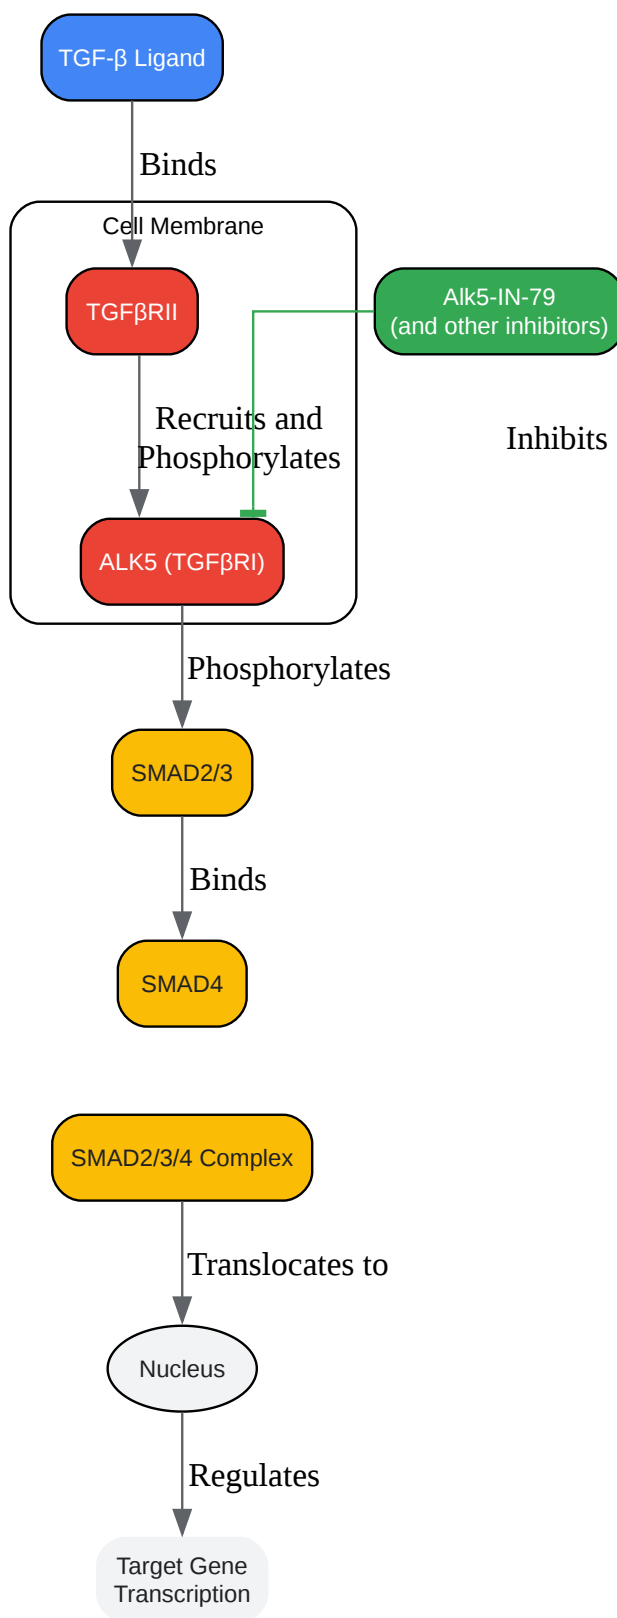 TGF-β Ligand
Binds
Cell Membrane
TGFβRII
Alk5-IN-79
(and other inhibitors)
Recruits and
Phosphorylates
Inhibits
ALK5 (TGFβRI)
Phosphorylates
SMAD2/3
Binds
SMAD4
SMAD2/3/4 Complex
Translocates to
Nucleus
Regulates
Target Gene
Transcription